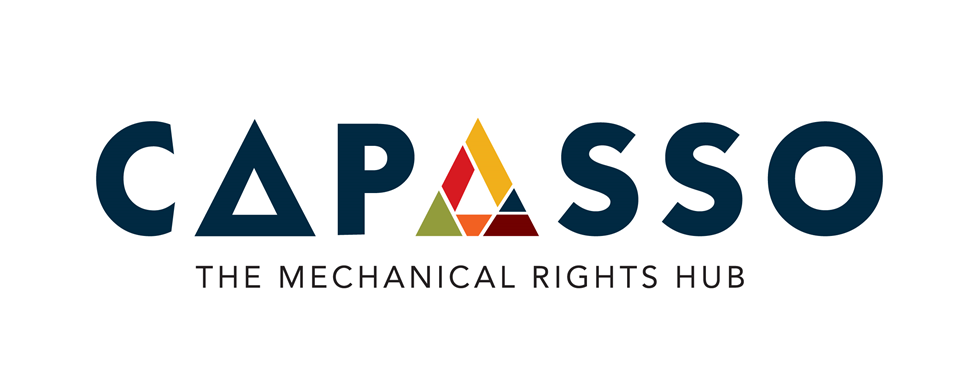 CAPASSO
THE MECHANICAL RIGHTS HUB